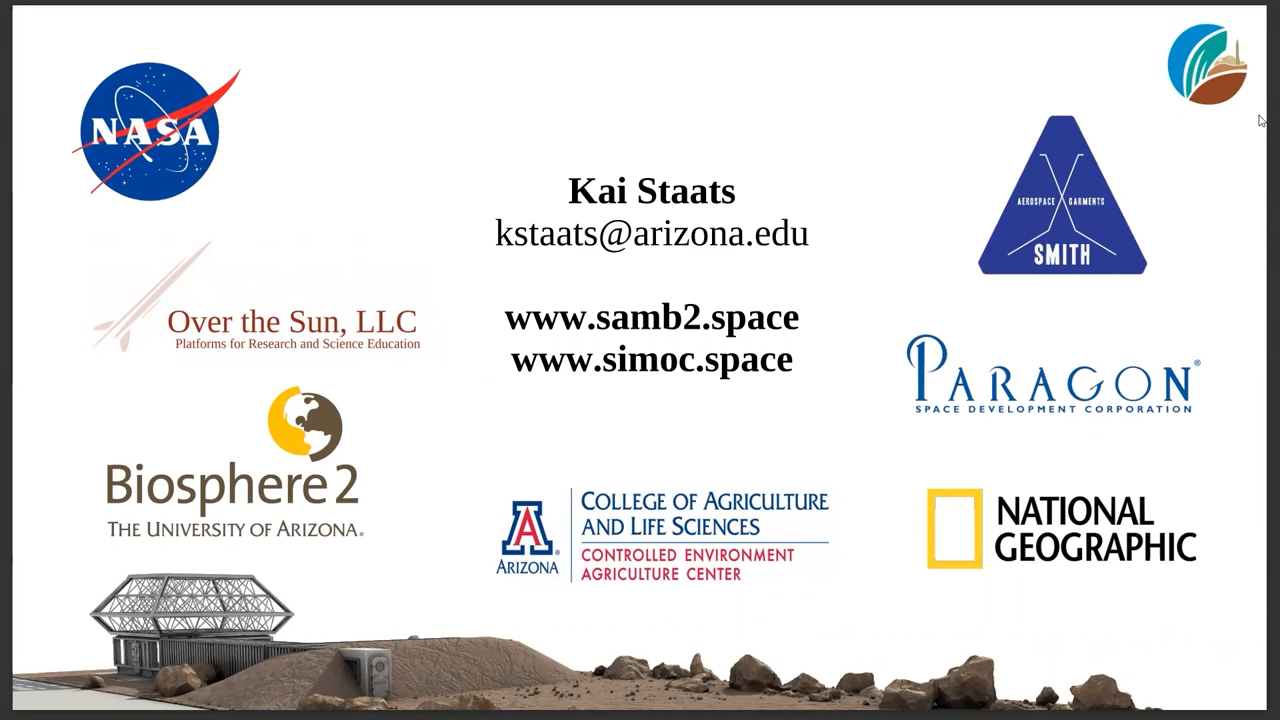 NASA
Kai Staats
kstaats@arizona.edu
www.samb2.space
www.simoc.space
AEROSPACE GARMENTS
SMITH
Over the Sun, LLC
Platforms for Research and Science Education
PARAGON®
SPACE DEVELOPMENT CORPORATION
Biosphere 2
THE UNIVERSITY OF ARIZONA®
A®
ARIZONA
COLLEGE OF AGRICULTURE
AND LIFE SCIENCES
CONTROLLED ENVIRONMENT
AGRICULTURE CENTER
NATIONAL
GEOGRAPHIC